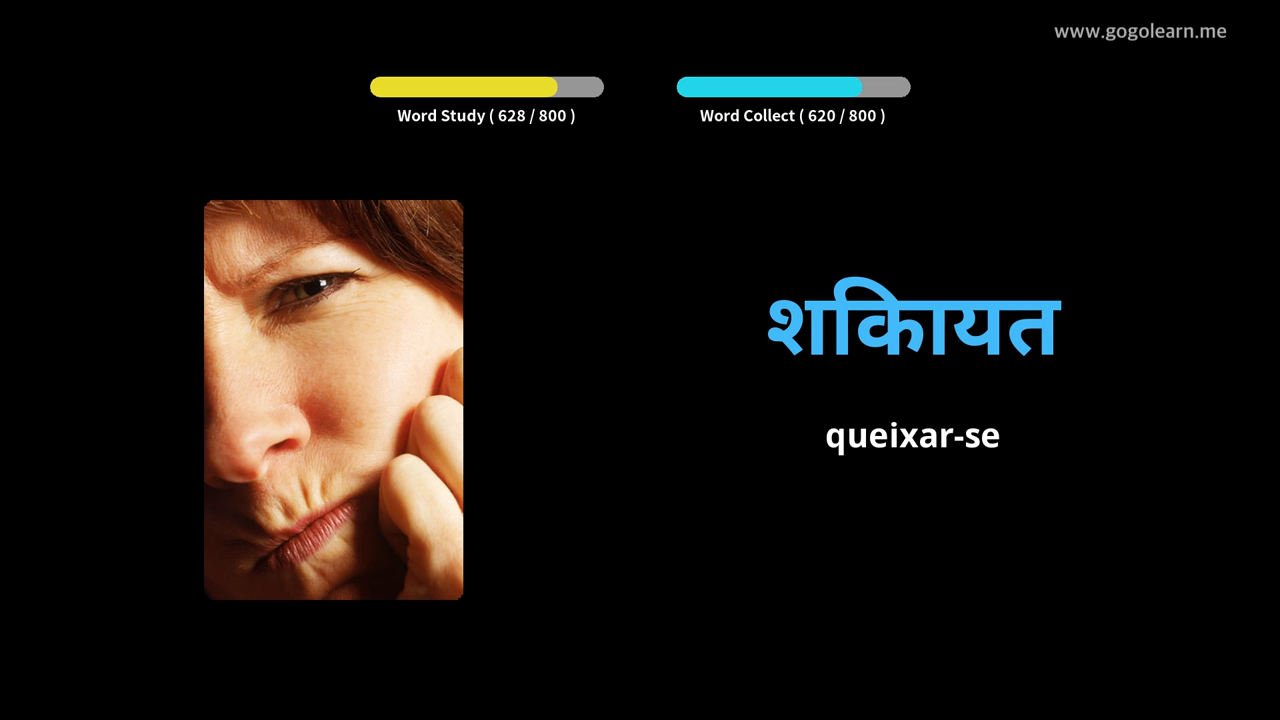 www.gogolearn.me
Word Study ( 628 / 800 )
Word Collect ( 620 / 800 )
शकिायत
queixar-se